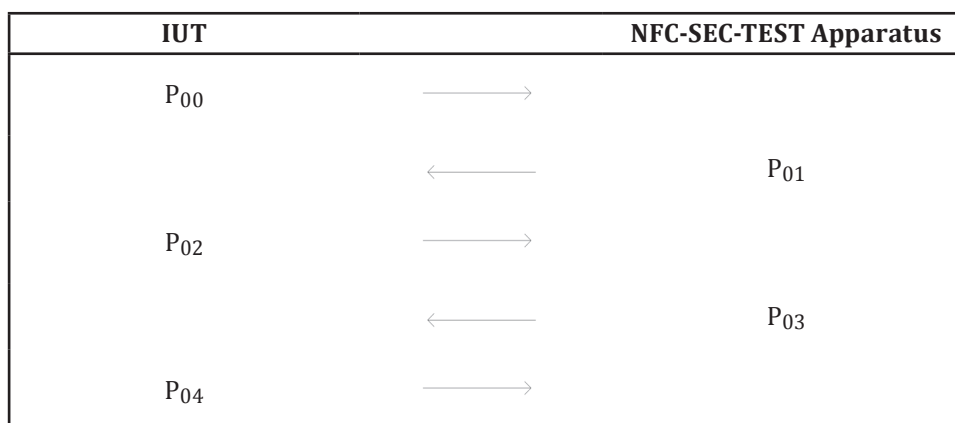 IUT NFC-SEC-TEST Apparatus
P00
P01
P02
P03
P04